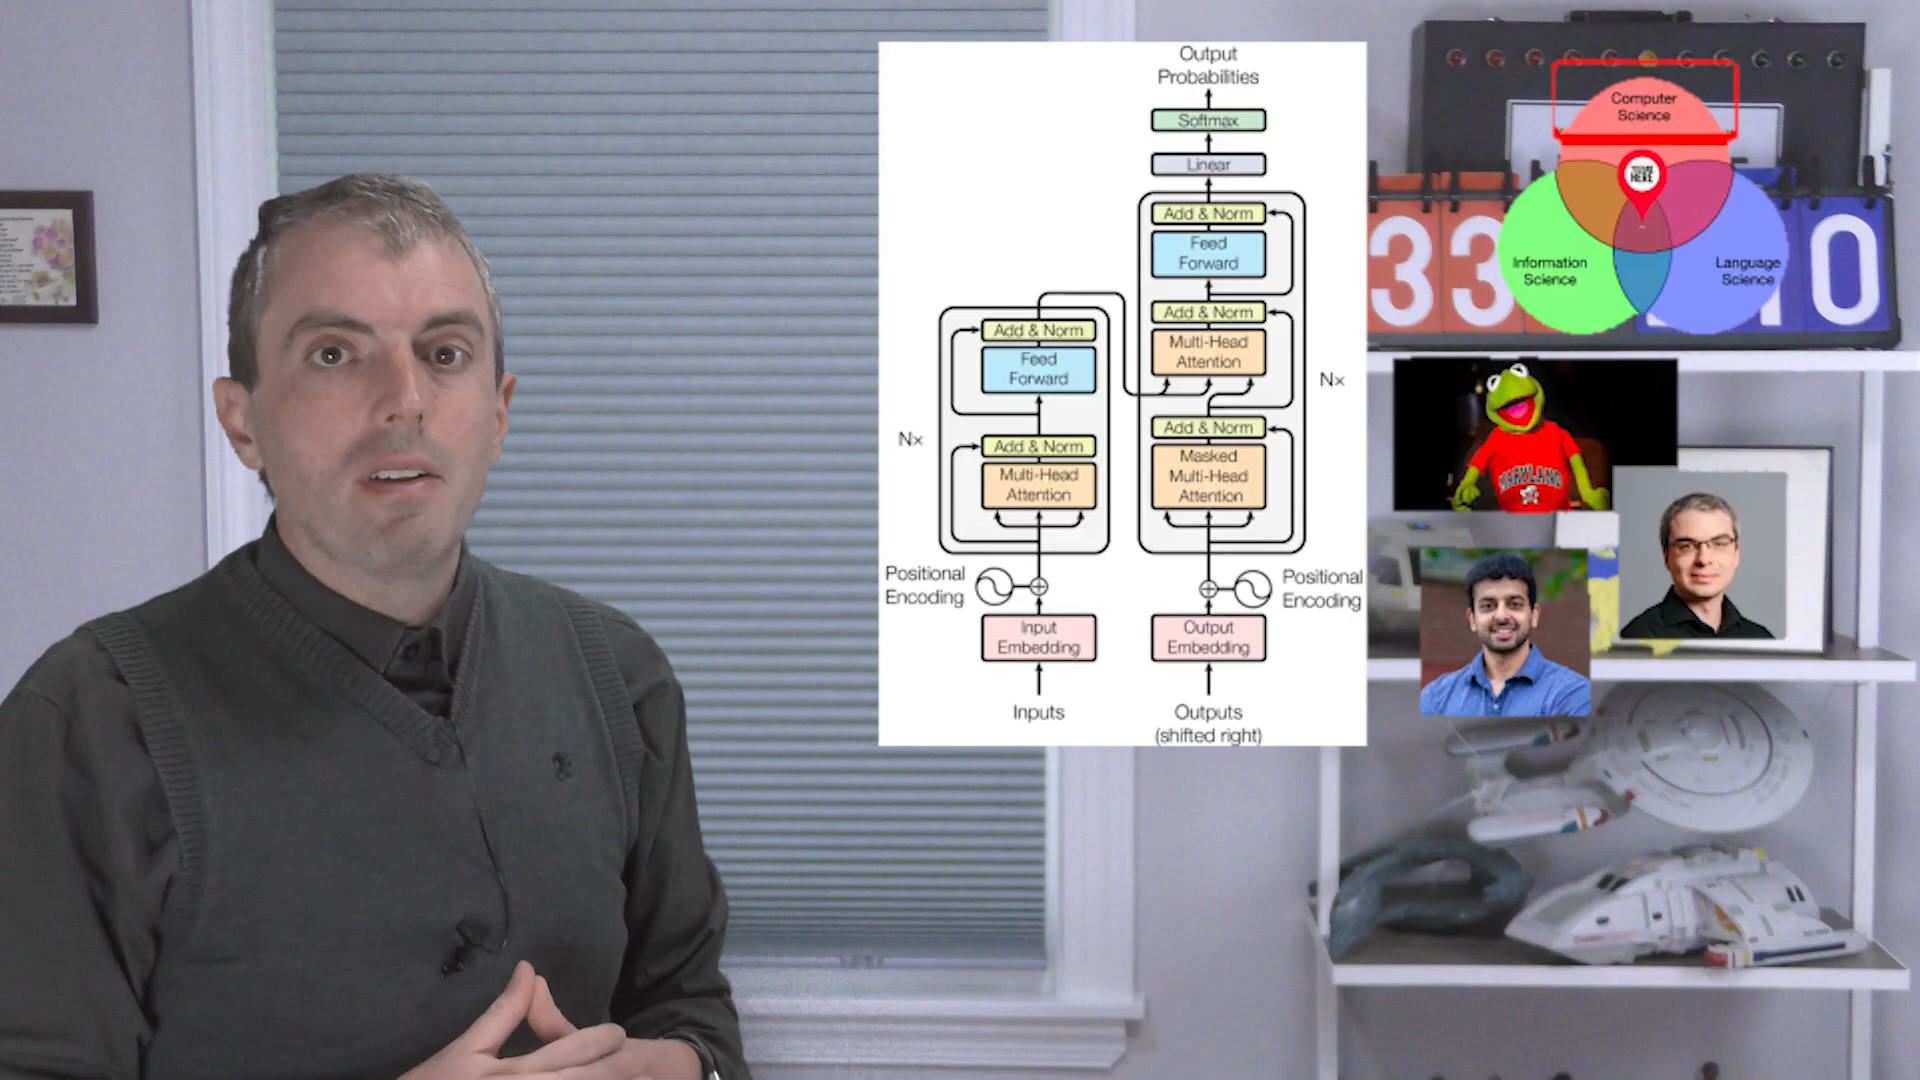 Output
Probabilities
Softmax
Linear
Add & Norm
Feed
Forward
Add & Norm
Multi-Head
Attention
Add & Norm
Masked
Multi-Head
Attention
Nx
Add & Norm
Feed
Forward
Add & Norm
Multi-Head
Attention
Nx
Positional
Encoding
Positional
Encoding
Input
Embedding
Output
Embedding
Inputs
Outputs
(shifted right)
Computer
Science
HERE
Information
Science
Language
Science
33
10
MARYLAND